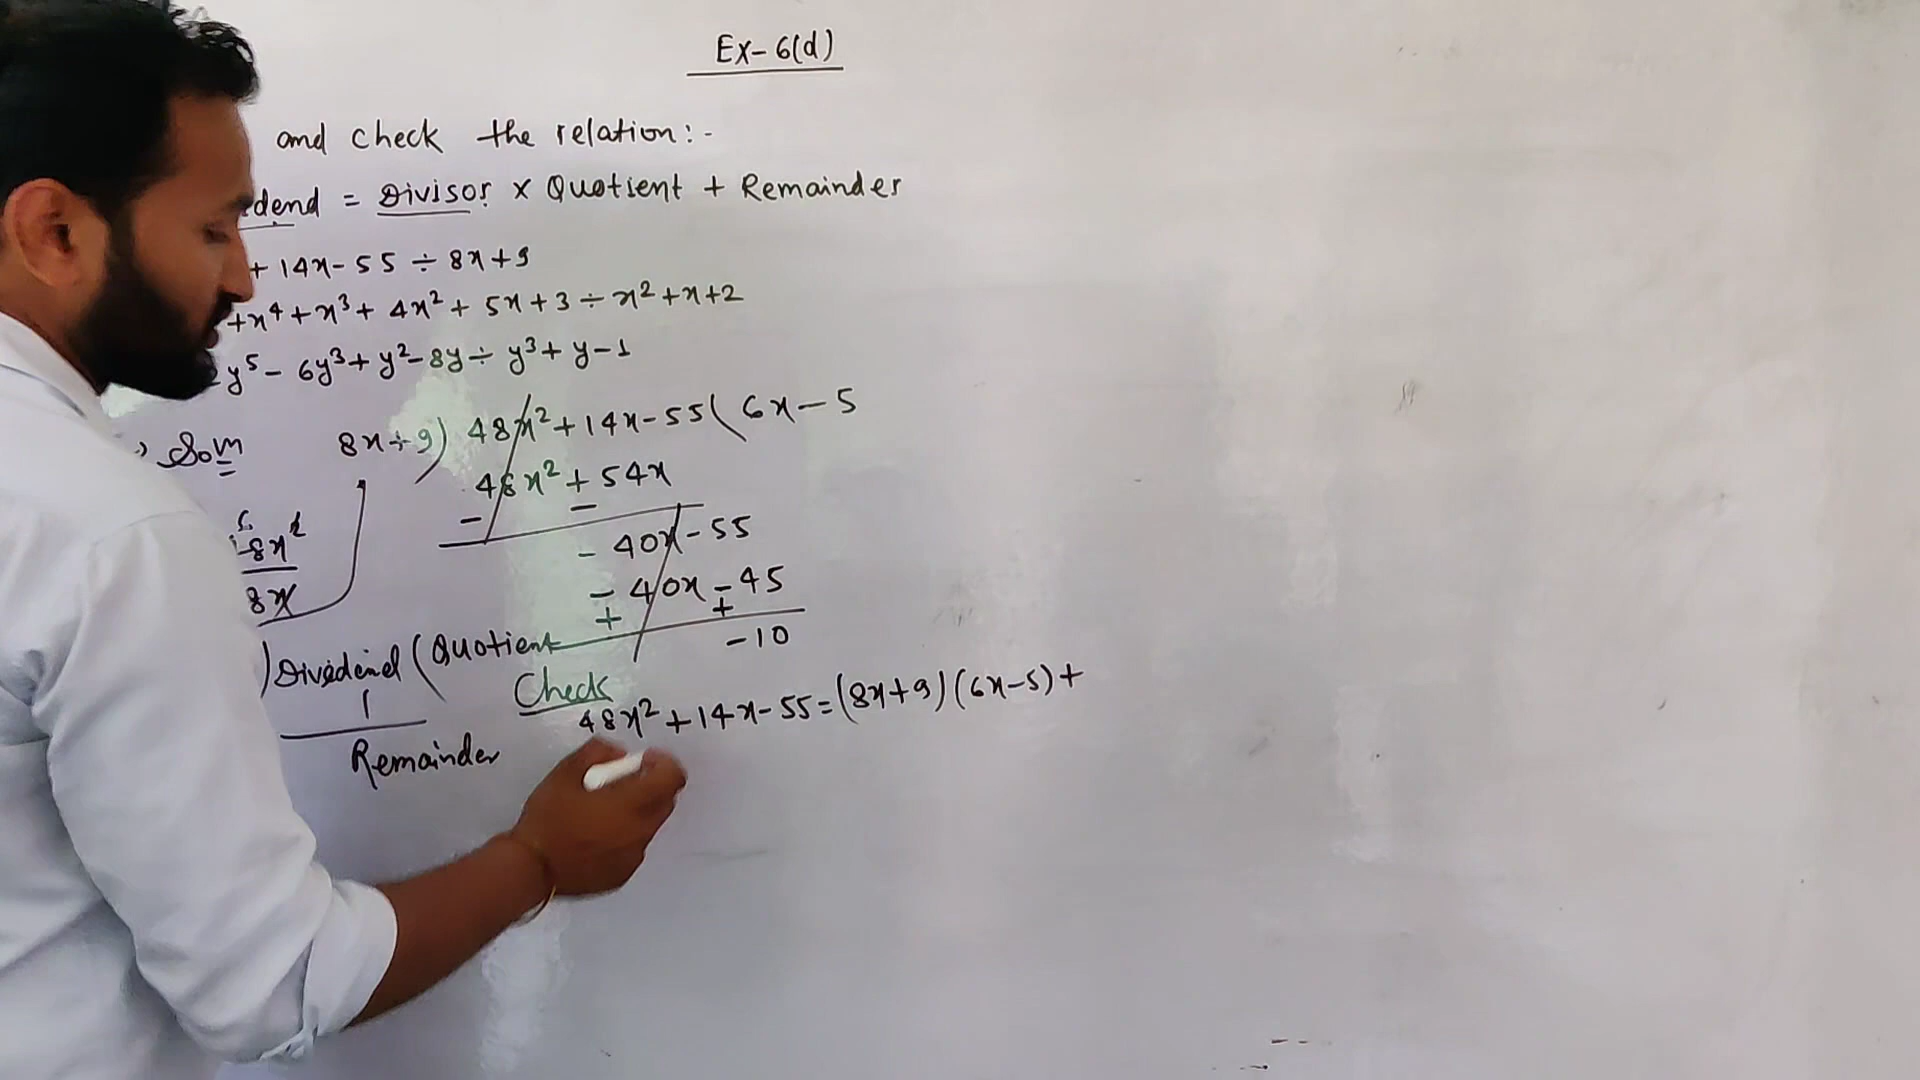 Ex-6(d)
and check the relation:-
dend = Divisor × Quotient + Remainder
+ 14x-55 ÷ 8x+9
+x⁴+x³+ 4x²+ 5x+3 ÷ x²+x+2
y⁵- 6y³+y²-8y÷ y³+ y-1
Soln 8x+9) 48x²+14x-55( 6x-5
48x²+54x
- -
- 40x-55
- 40x-45
+ +
-10
6
8x²
8x
)Dividend (Quotient
Remainder
Check
48x²+14x-55=(8x+9)(6x-5)+